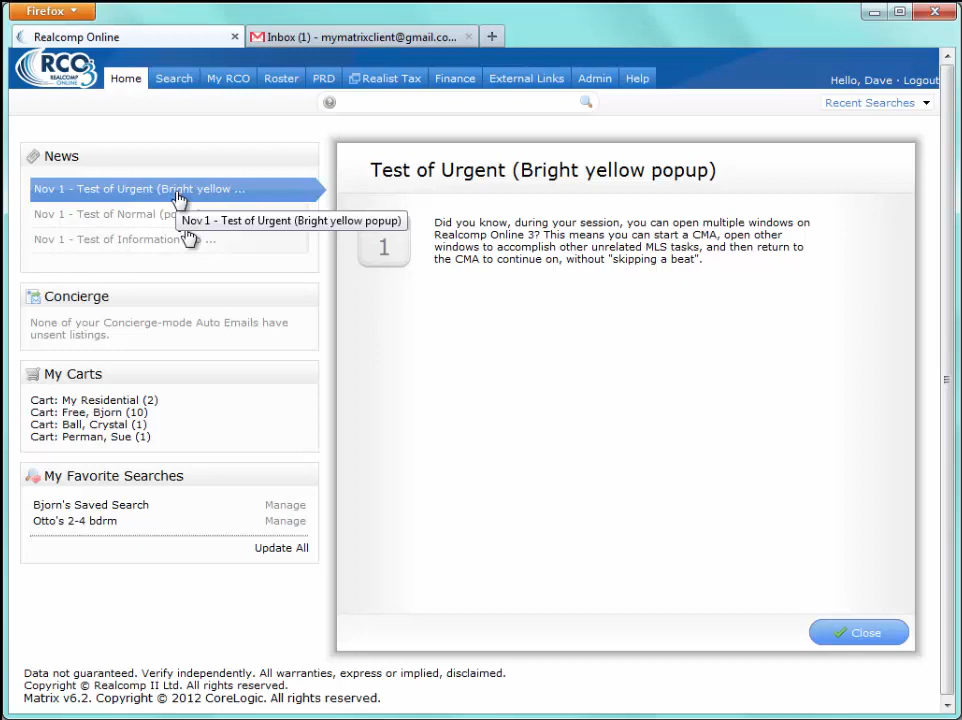 Firefox
Realcomp Online
Inbox (1) - mymatrixclient@gmail.co...
RCO3
REALCOMP
ONLINE
Home Search My RCO Roster PRD Realist Tax Finance External Links Admin Help
Hello, Dave · Logout
Recent Searches
News
Nov 1 - Test of Urgent (Bright yellow ...
Nov 1 - Test of Normal
Nov 1 - Test of Information
Nov 1 - Test of Urgent (Bright yellow popup)
Concierge
None of your Concierge-mode Auto Emails have
unsent listings.
My Carts
Cart: My Residential (2)
Cart: Free, Bjorn (10)
Cart: Ball, Crystal (1)
Cart: Perman, Sue (1)
My Favorite Searches
Bjorn's Saved Search Manage
Otto's 2-4 bdrm Manage
Update All
Test of Urgent (Bright yellow popup)
1
Did you know, during your session, you can open multiple windows on
Realcomp Online 3? This means you can start a CMA, open other
windows to accomplish other unrelated MLS tasks, and then return to
the CMA to continue on, without "skipping a beat".
Close
Data not guaranteed. Verify independently. All warranties, express or implied, disclaimed.
Copyright © Realcomp II Ltd. All rights reserved.
Matrix v6.2. Copyright © 2012 CoreLogic. All rights reserved.